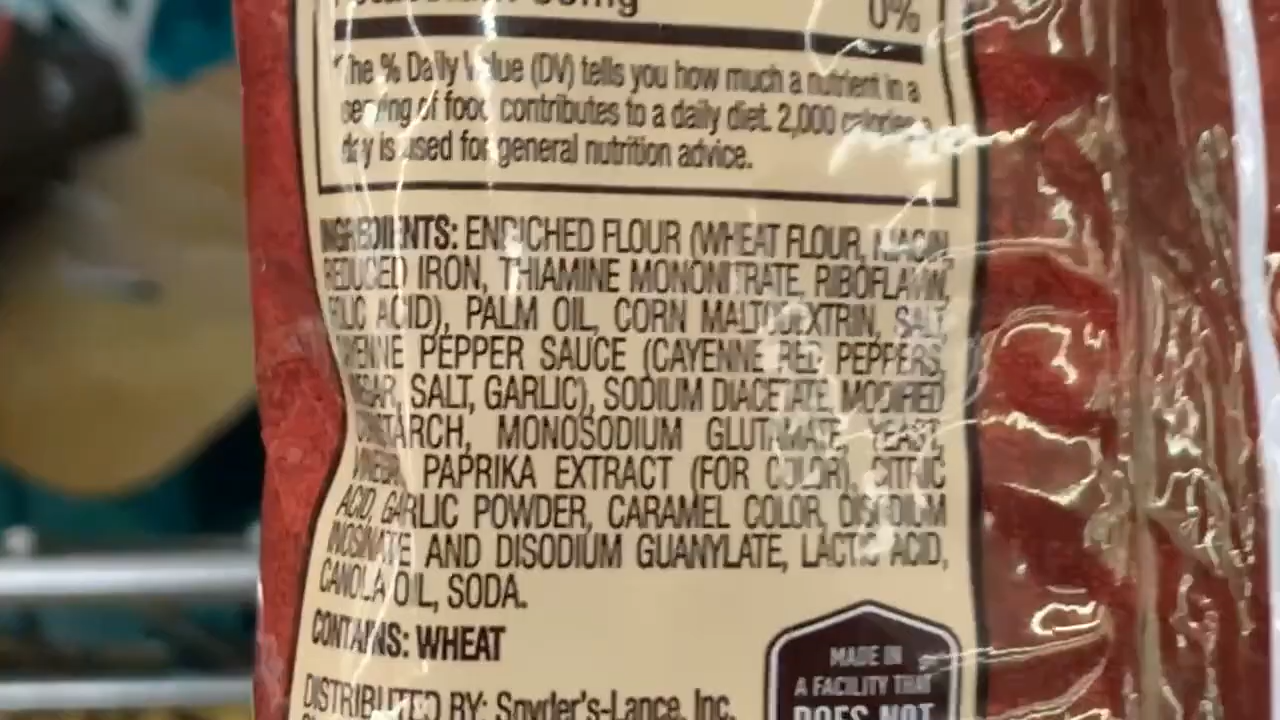 0%
*The % Daily Value (DV) tells you how much a nutrient in a
serving of food contributes to a daily diet. 2,000 calories a
day is used for general nutrition advice.
INGREDIENTS: ENRICHED FLOUR (WHEAT FLOUR, NIACIN,
REDUCED IRON, THIAMINE MONONITRATE, RIBOFLAVIN,
FOLIC ACID), PALM OIL, CORN MALTODEXTRIN, SALT,
CAYENNE PEPPER SAUCE (CAYENNE RED PEPPERS,
VINEGAR, SALT, GARLIC), SODIUM DIACETATE, MODIFIED
MONOSODIUM GLUTAMATE, YEAST,
VINEGAR, PAPRIKA EXTRACT (FOR COLOR), CITRIC
ACID, GARLIC POWDER, CARAMEL COLOR, DISODIUM
INOSINATE AND DISODIUM GUANYLATE, LACTIC ACID,
CANOLA OIL, SODA.
CONTAINS: WHEAT
MADE IN
A FACILITY THAT
DOES NOT
DISTRIBUTED BY: Snyder's-Lance, Inc.